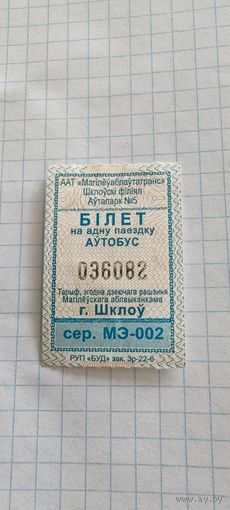 ААТ «Магілёўаблаўтатранс»
Шклоўскі філіял
Аўтапарк №5
БІЛЕТ
на адну паездку
АЎТОБУС
036082
Тарыф, згодна дзеючага рашэння
Магілёўскага аблвыканкама
г. Шклоў
сер. МЭ-002
РУП «БУД» зак. Зр-22-6
www.ay.by